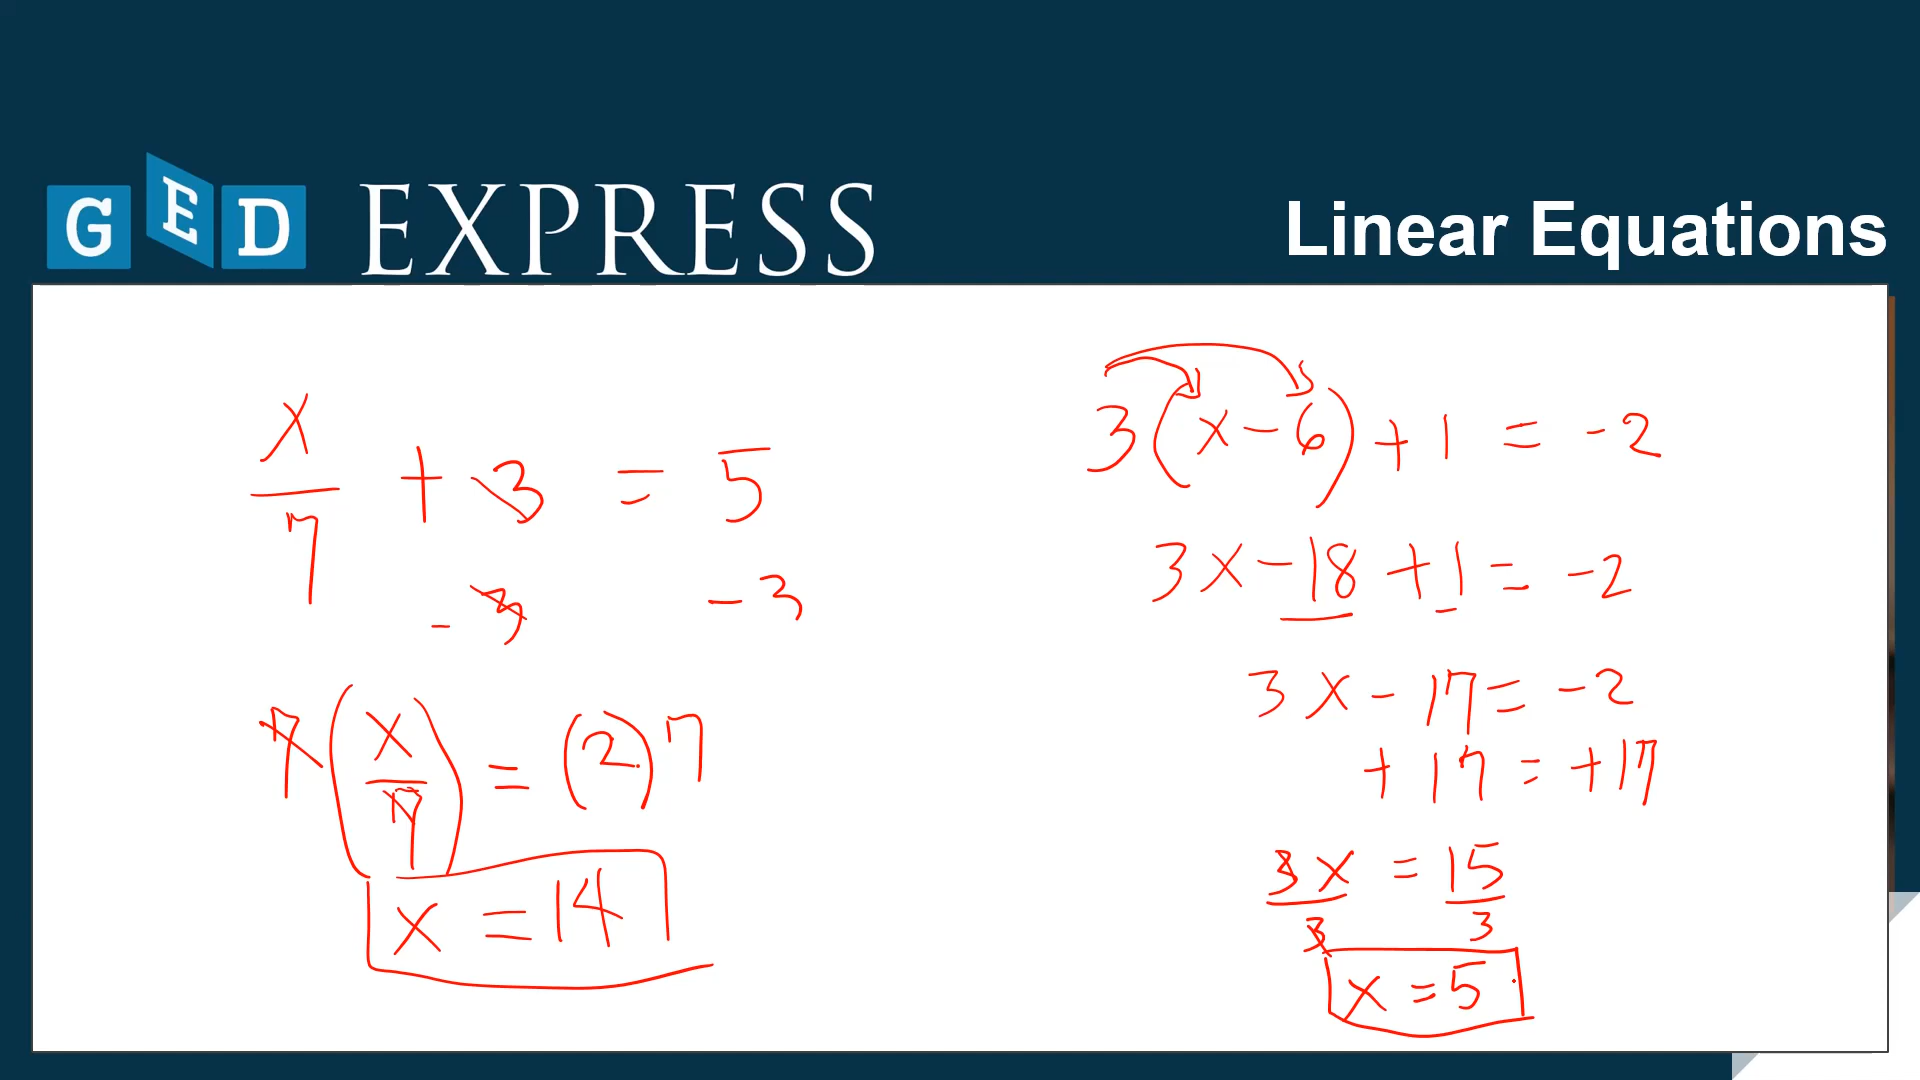 GED EXPRESS
Linear Equations
x/7 + 3 = 5
- 3 - 3
7(x/7) = (2)7
x = 14
3(x - 6) + 1 = -2
3x - 18 + 1 = -2
3x - 17 = -2
+ 17 = +17
3x/3 = 15/3
x = 5